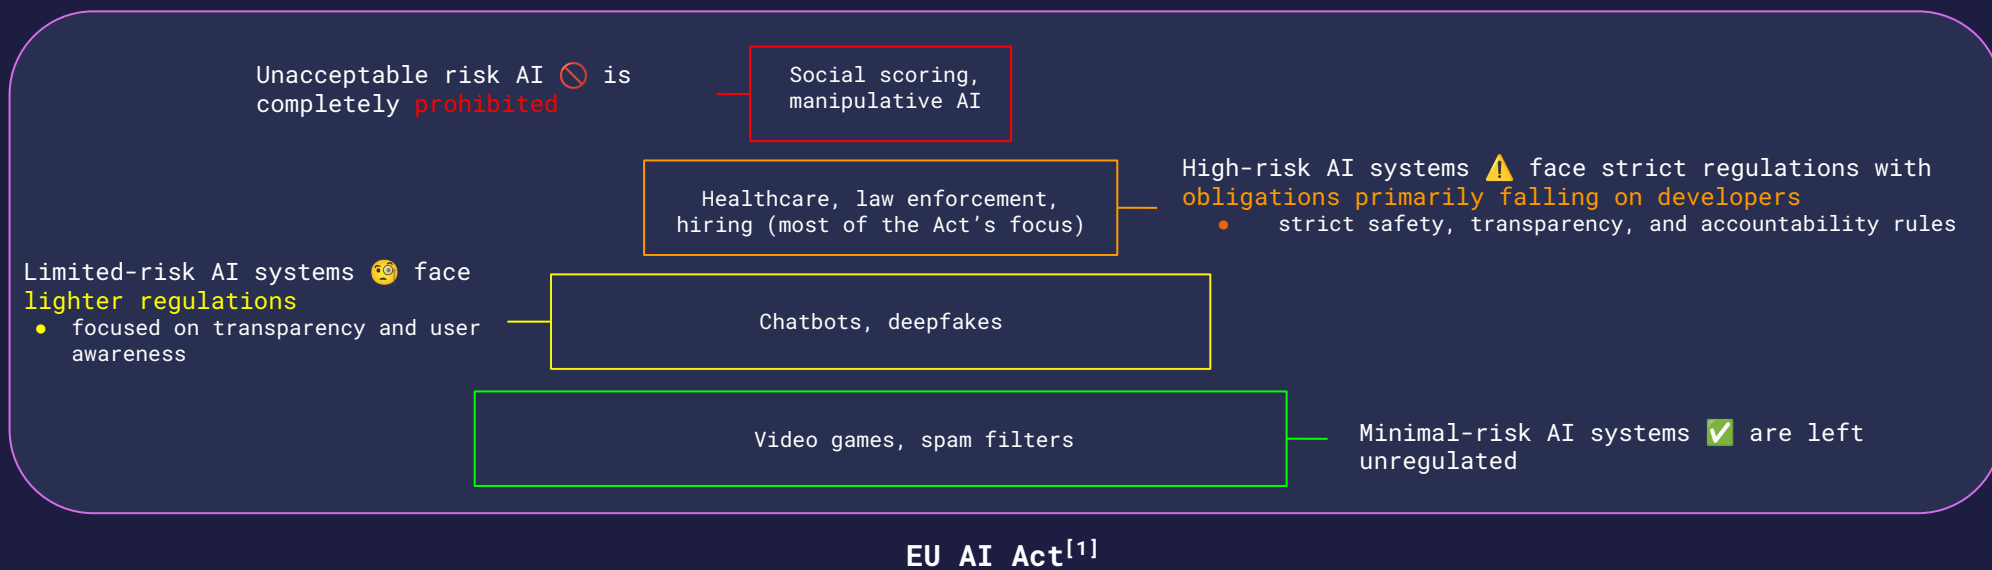 Unacceptable risk AI 🚫 is
completely prohibited
Social scoring,
manipulative AI
Healthcare, law enforcement,
hiring (most of the Act's focus)
High-risk AI systems ⚠️ face strict regulations with
obligations primarily falling on developers
● strict safety, transparency, and accountability rules
Limited-risk AI systems 🧐 face
lighter regulations
● focused on transparency and user
awareness
Chatbots, deepfakes
Video games, spam filters
Minimal-risk AI systems ✅ are left
unregulated
EU AI Act[1]